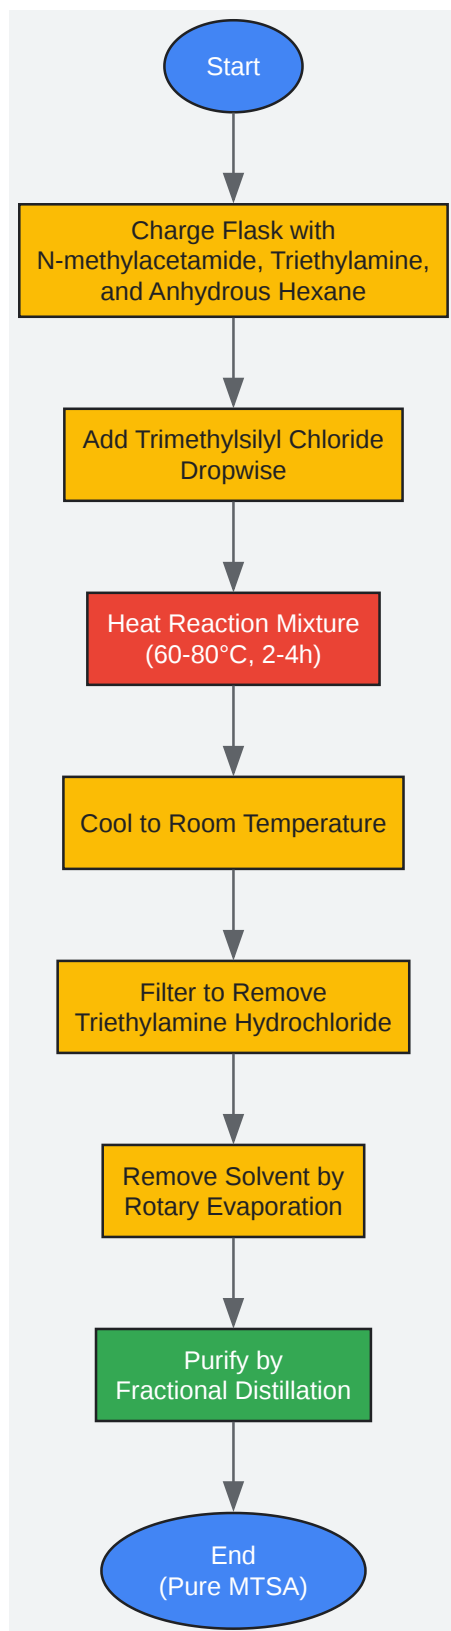 Start
Charge Flask with
N-methylacetamide, Triethylamine,
and Anhydrous Hexane
Add Trimethylsilyl Chloride
Dropwise
Heat Reaction Mixture
(60-80°C, 2-4h)
Cool to Room Temperature
Filter to Remove
Triethylamine Hydrochloride
Remove Solvent by
Rotary Evaporation
Purify by
Fractional Distillation
End
(Pure MTSA)